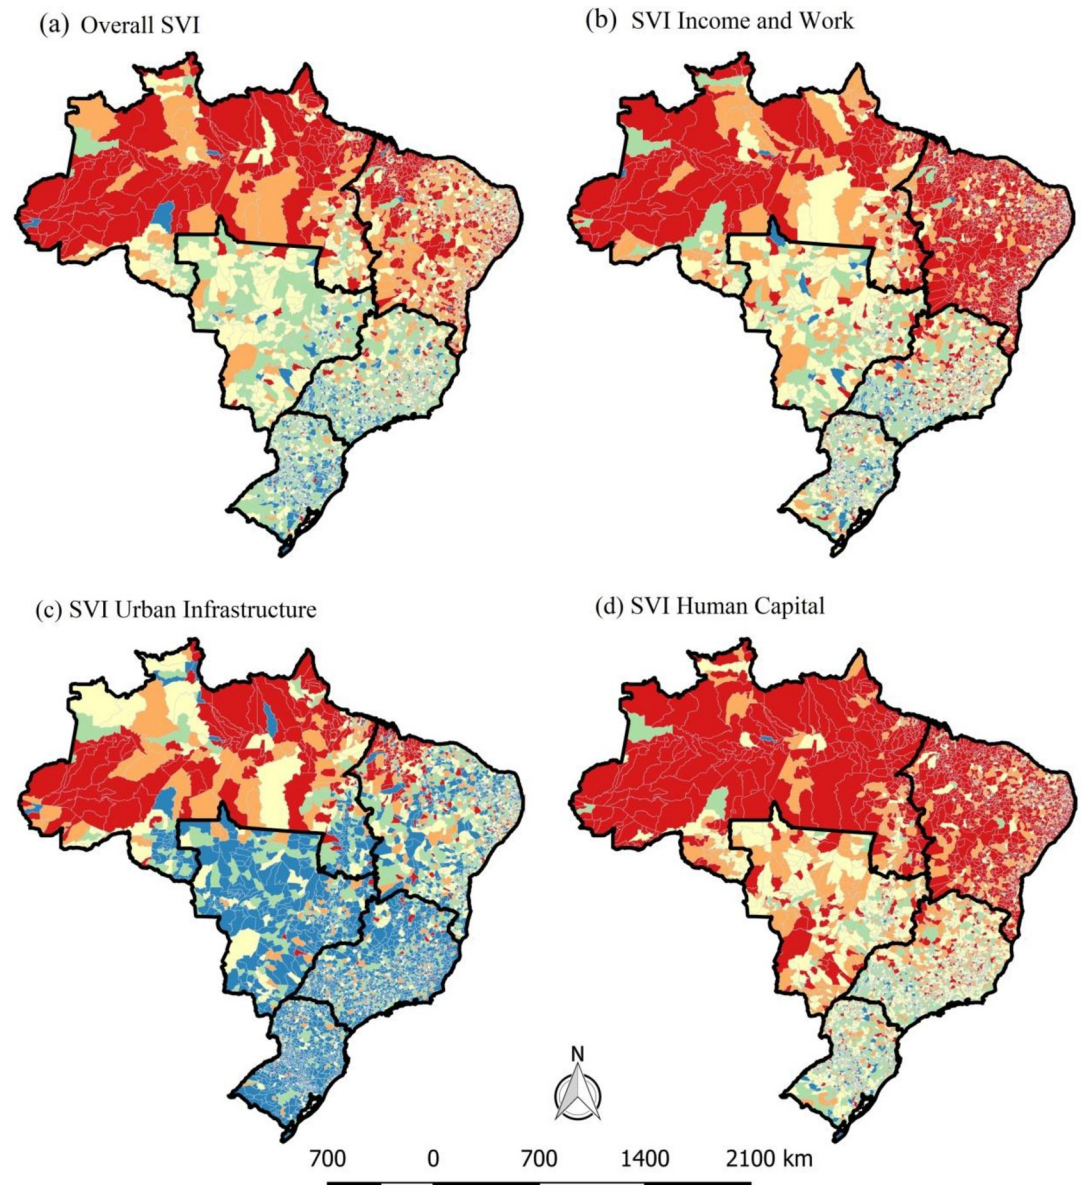 (a) Overall SVI
(b) SVI Income and Work
(c) SVI Urban Infrastructure
(d) SVI Human Capital
N
700 0 700 1400 2100 km